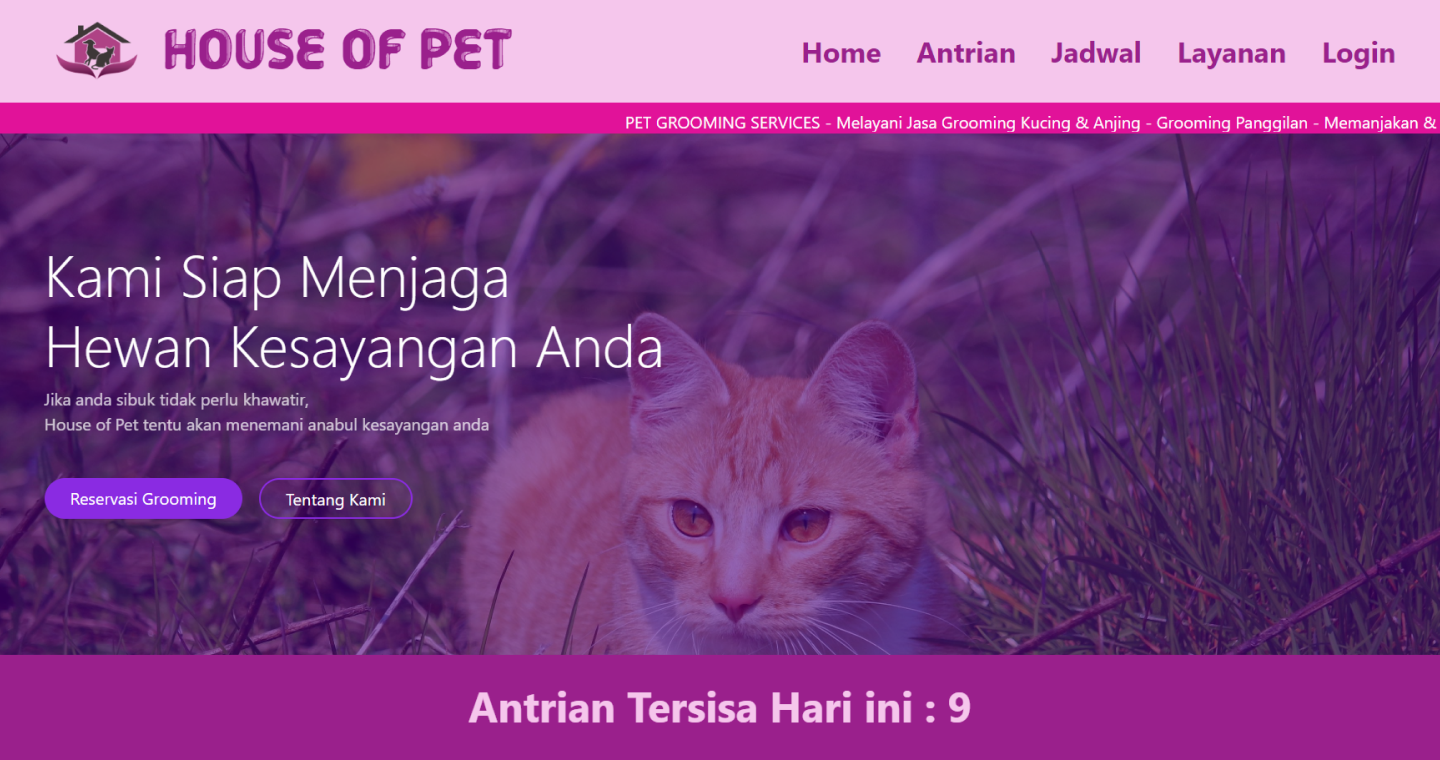 HOUSE OF PET
Home Antrian Jadwal Layanan Login
PET GROOMING SERVICES - Melayani Jasa Grooming Kucing & Anjing - Grooming Panggilan - Memanjakan &
Kami Siap Menjaga
Hewan Kesayangan Anda
Jika anda sibuk tidak perlu khawatir,
House of Pet tentu akan menemani anabul kesayangan anda
Reservasi Grooming
Tentang Kami
Antrian Tersisa Hari ini : 9